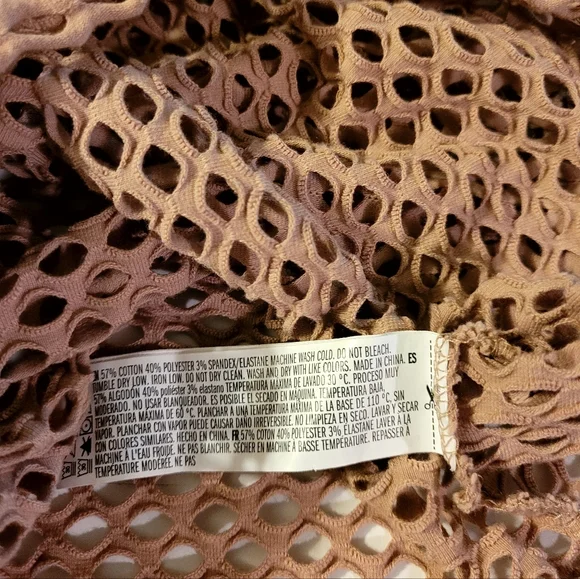 57% COTTON 40% POLYESTER 3% SPANDEX/ELASTANE MACHINE WASH COLD. DO NOT BLEACH.
TUMBLE DRY LOW. IRON LOW. DO NOT DRY CLEAN. WASH AND DRY WITH LIKE COLORS. MADE IN CHINA. ES
57% ALGODÓN 40% poliéster 3% elastano TEMPERATURA MÁXIMA DE LAVADO 30 °C. PROCESO MUY
MODERADO. NO USAR BLANQUEADOR. ES POSIBLE EL SECADO EN MAQUINA. TEMPERATURA BAJA,
TEMPERATURA MÁXIMA DE 60 °C. PLANCHAR A UNA TEMPERATURA MÁXIMA DE LA BASE DE 110 °C, SIN
VAPOR. PLANCHAR CON VAPOR PUEDE CAUSAR DAÑO IRREVERSIBLE. NO LIMPIEZA EN SECO. LAVAR Y SECAR
CON COLORES SIMILARES. HECHO EN CHINA. FR 57% COTON 40% POLYESTER 3% ÉLASTANE LAVER À LA
MACHINE À L'EAU FROIDE. NE PAS BLANCHIR. SÉCHER EN MACHINE À BASSE TEMPÉRATURE. REPASSER À
TEMPÉRATURE MODÉRÉE. NE PAS